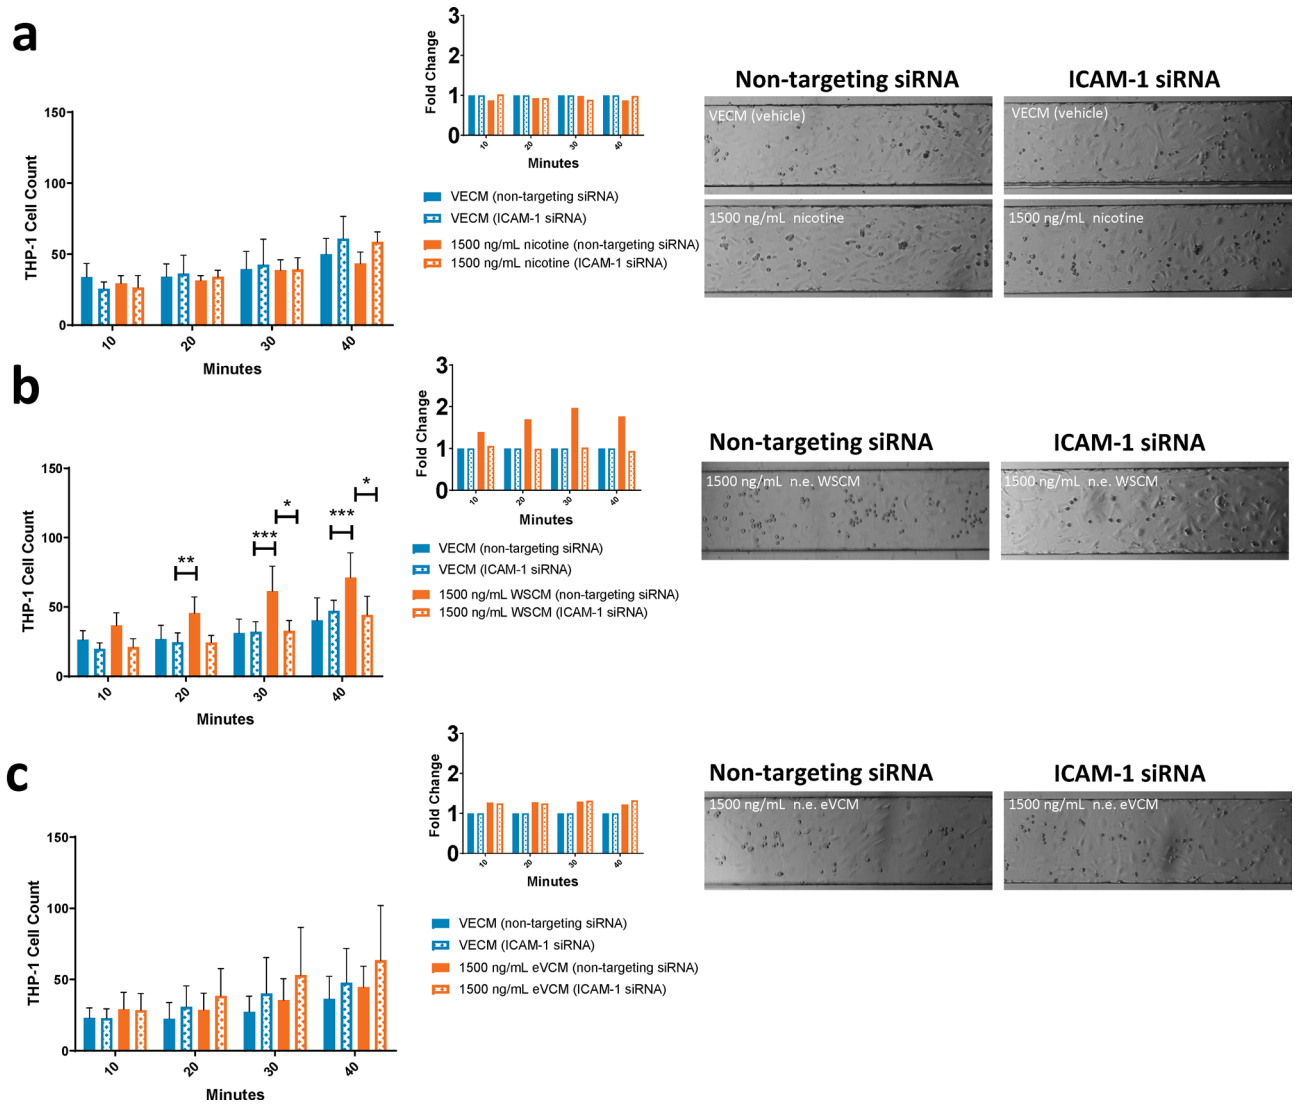 a
3
2
1
0
Fold Change
10
20
30
40
Minutes
150
100
50
0
THP-1 Cell Count
10
20
30
40
Minutes
VECM (non-targeting siRNA)
VECM (ICAM-1 siRNA)
1500 ng/mL nicotine (non-targeting siRNA)
1500 ng/mL nicotine (ICAM-1 siRNA)
Non-targeting siRNA
ICAM-1 siRNA
VECM (vehicle)
VECM (vehicle)
1500 ng/mL nicotine
1500 ng/mL nicotine
b
3
2
1
0
Fold Change
10
20
30
40
Minutes
150
100
50
0
THP-1 Cell Count
**
***
*
***
*
10
20
30
40
Minutes
VECM (non-targeting siRNA)
VECM (ICAM-1 siRNA)
1500 ng/mL WSCM (non-targeting siRNA)
1500 ng/mL WSCM (ICAM-1 siRNA)
Non-targeting siRNA
ICAM-1 siRNA
1500 ng/mL n.e. WSCM
1500 ng/mL n.e. WSCM
c
3
2
1
0
Fold Change
10
20
30
40
Minutes
150
100
50
0
THP-1 Cell Count
10
20
30
40
Minutes
VECM (non-targeting siRNA)
VECM (ICAM-1 siRNA)
1500 ng/mL eVCM (non-targeting siRNA)
1500 ng/mL eVCM (ICAM-1 siRNA)
Non-targeting siRNA
ICAM-1 siRNA
1500 ng/mL n.e. eVCM
1500 ng/mL n.e. eVCM